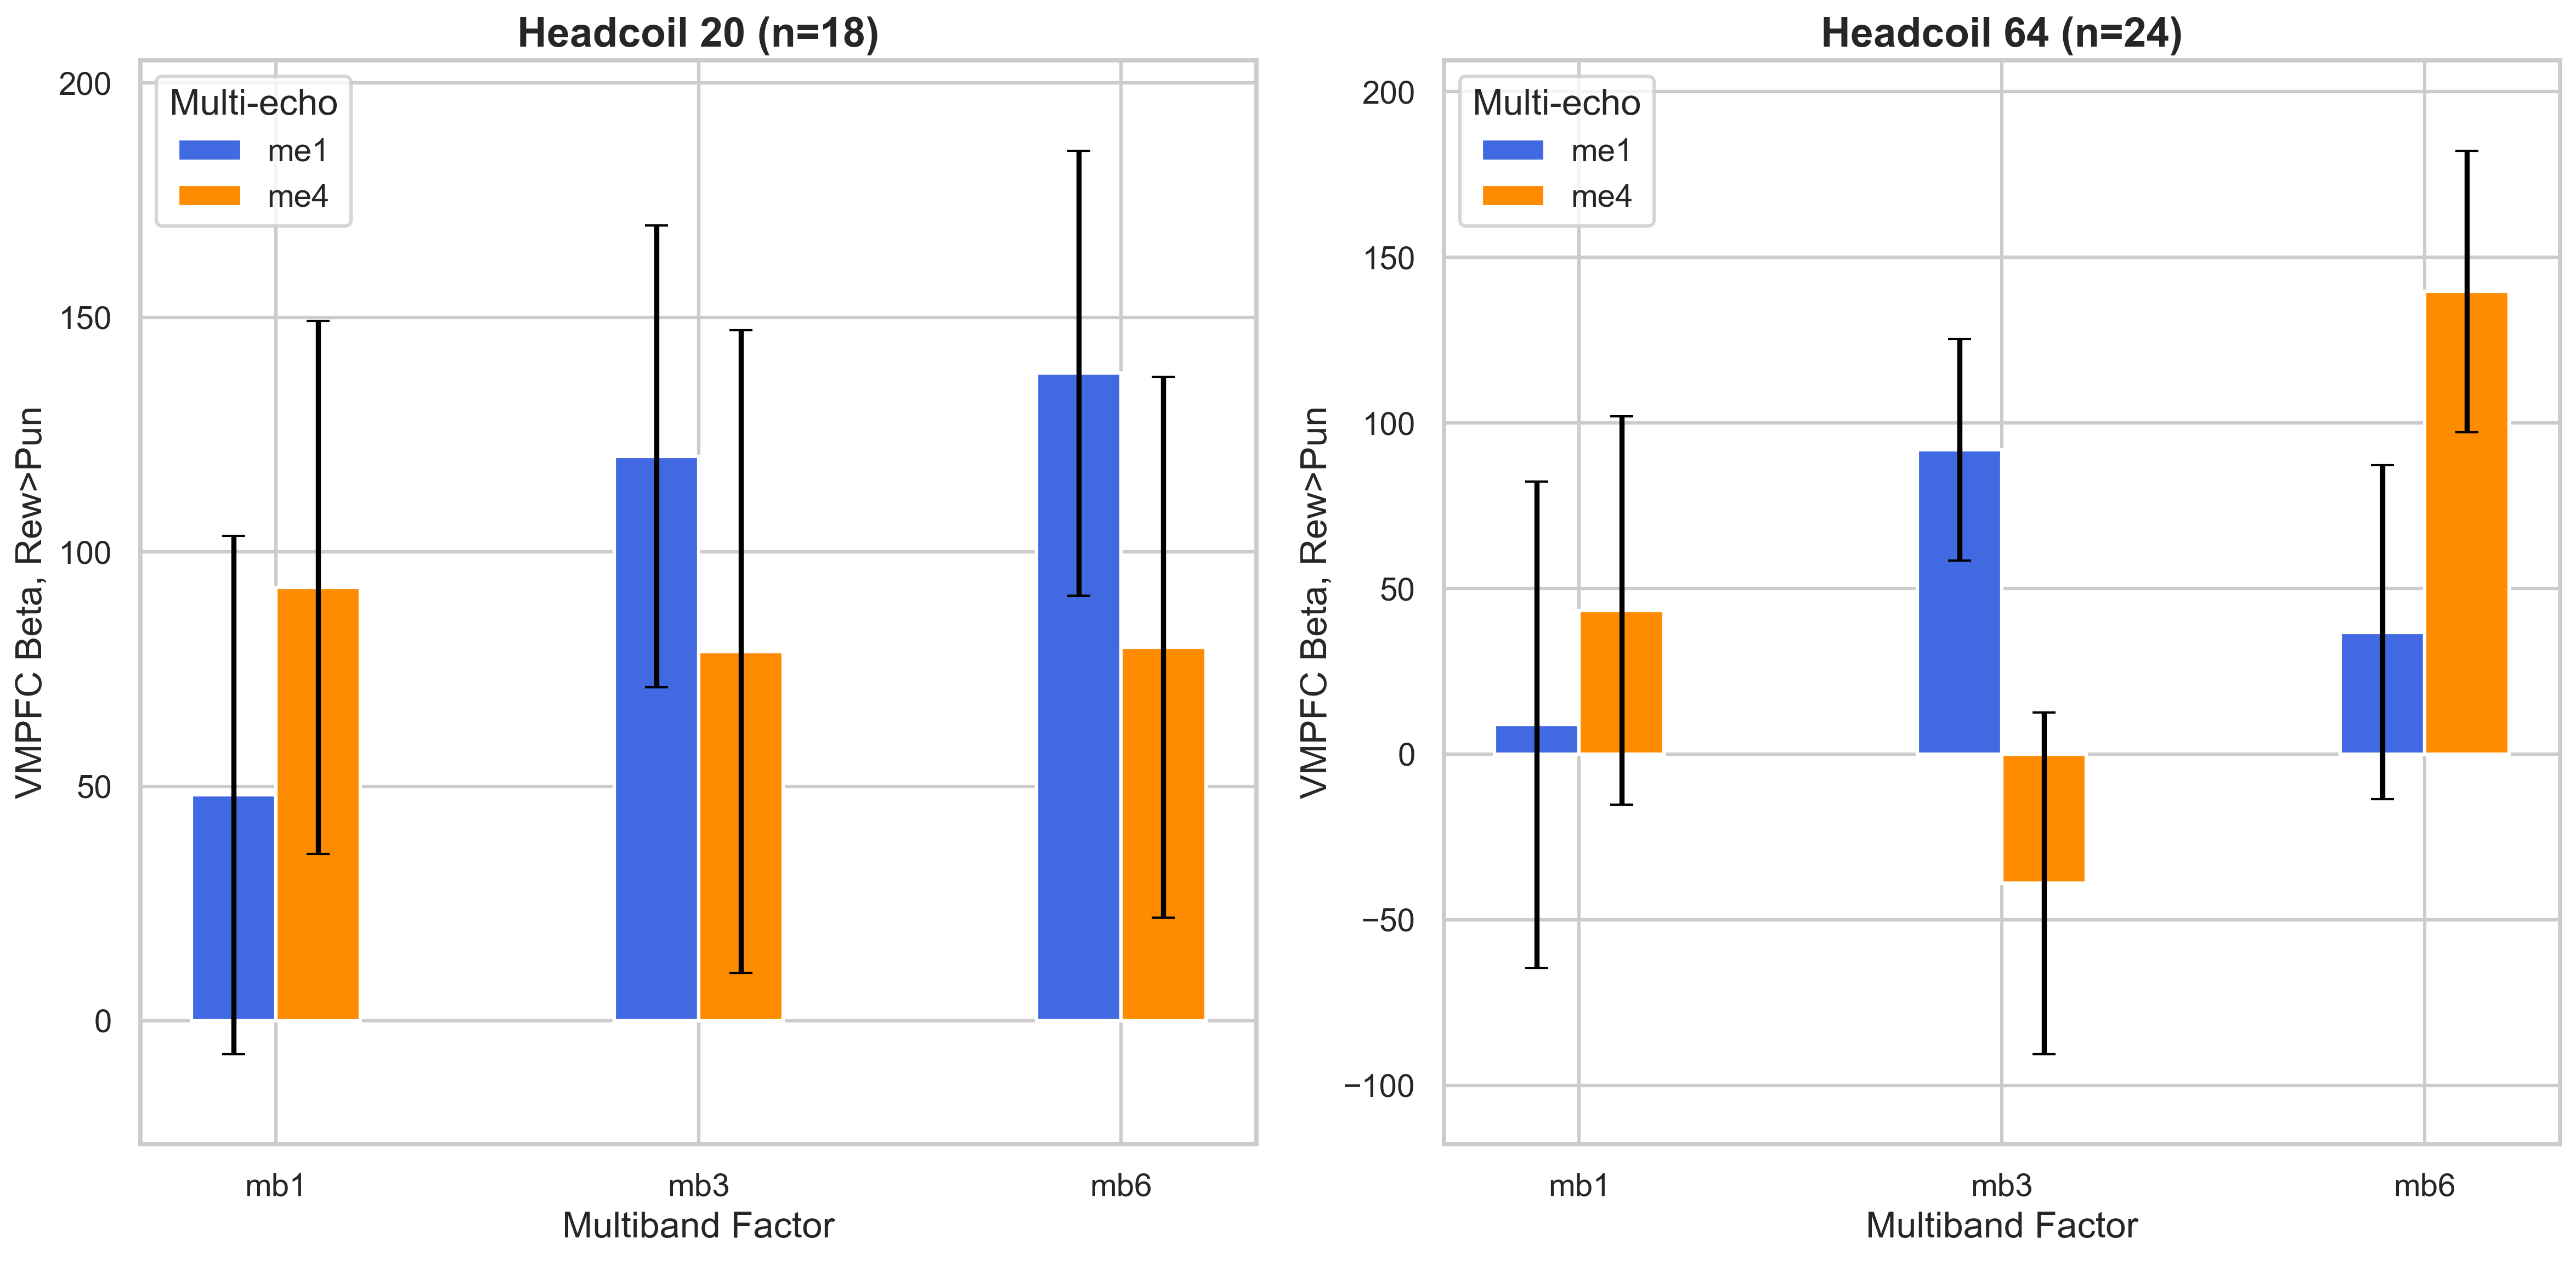 Headcoil 20 (n=18)
Multi-echo
me1
me4
VMPFC Beta, Rew>Pun
200
150
100
50
0
mb1 mb3 mb6
Multiband Factor
Headcoil 64 (n=24)
Multi-echo
me1
me4
VMPFC Beta, Rew>Pun
200
150
100
50
0
−50
−100
mb1 mb3 mb6
Multiband Factor